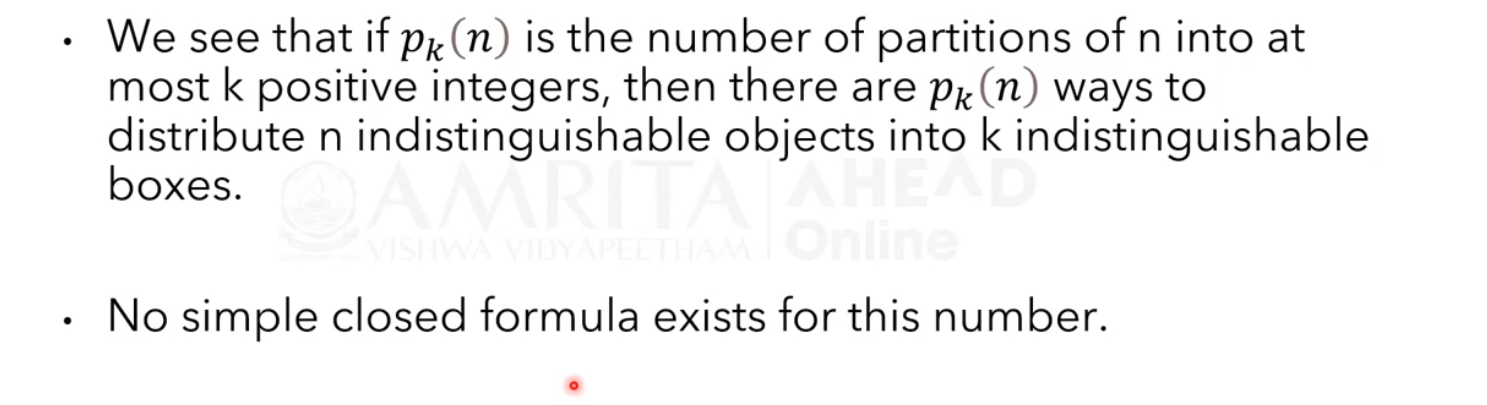 • We see that if pₖ(n) is the number of partitions of n into at
most k positive integers, then there are pₖ(n) ways to
distribute n indistinguishable objects into k indistinguishable
boxes.
AMRITA AHEAD
VISHWA VIDYAPEETHAM Online
• No simple closed formula exists for this number.